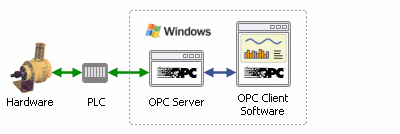 Windows
OPC
OPC
Hardware
PLC
OPC Server
OPC Client
Software